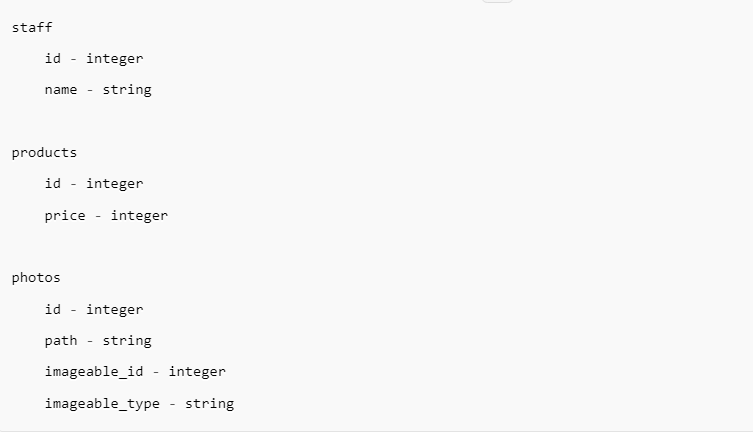 staff
id - integer
name - string
products
id - integer
price - integer
photos
id - integer
path - string
imageable_id - integer
imageable_type - string